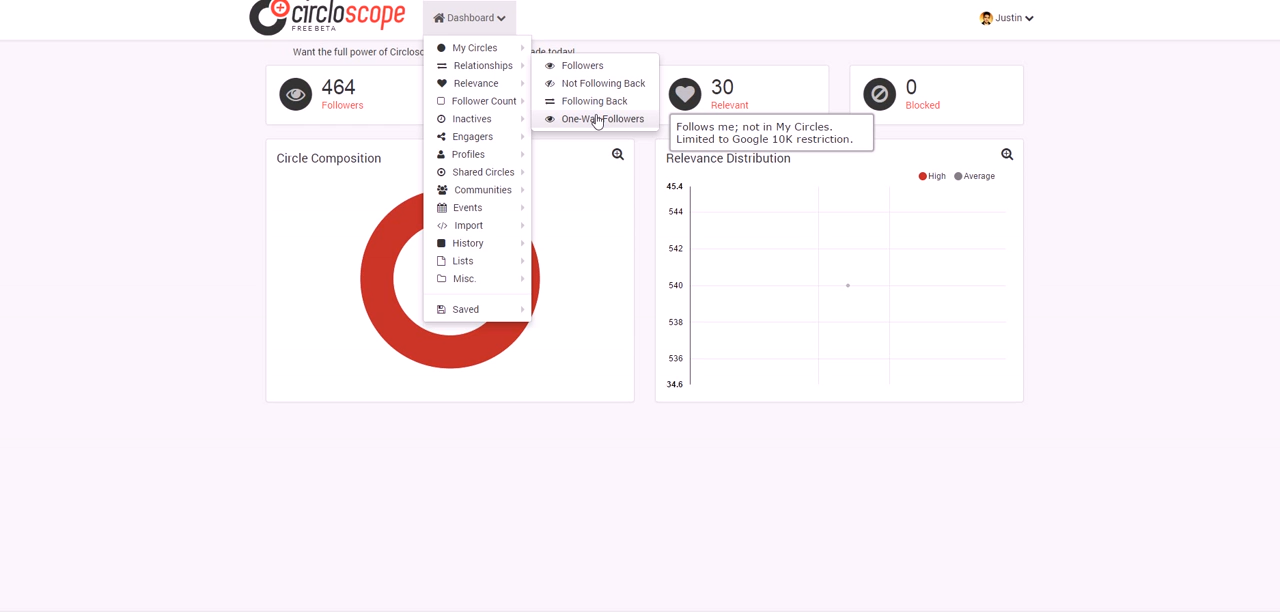 circloscope
FREE BETA
Dashboard
Justin
Want the full power of Circlosc
ade today!
My Circles
Relationships
Relevance
Follower Count
Inactives
Engagers
Profiles
Shared Circles
Communities
Events
Import
History
Lists
Misc.
Saved
Followers
Not Following Back
Following Back
One-Way Followers
Follows me; not in My Circles.
Limited to Google 10K restriction.
464
Followers
30
Relevant
0
Blocked
Circle Composition
Relevance Distribution
High
Average
45.4
544
542
540
538
536
34.6